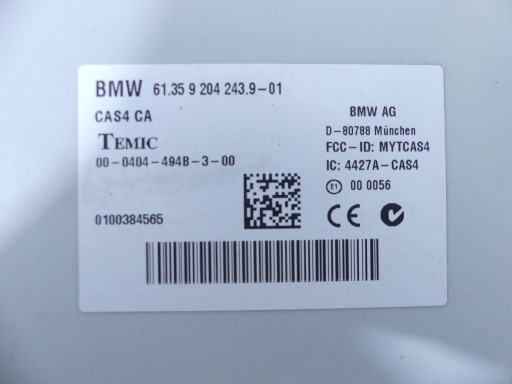 BMW 61.35 9 204 243.9-01
CAS4 CA
TEMIC
00-0404-494B-3-00
0100384565
BMW AG
D-80788 München
FCC-ID: MYTCAS4
IC: 4427A-CAS4
E1 00 0056
CE